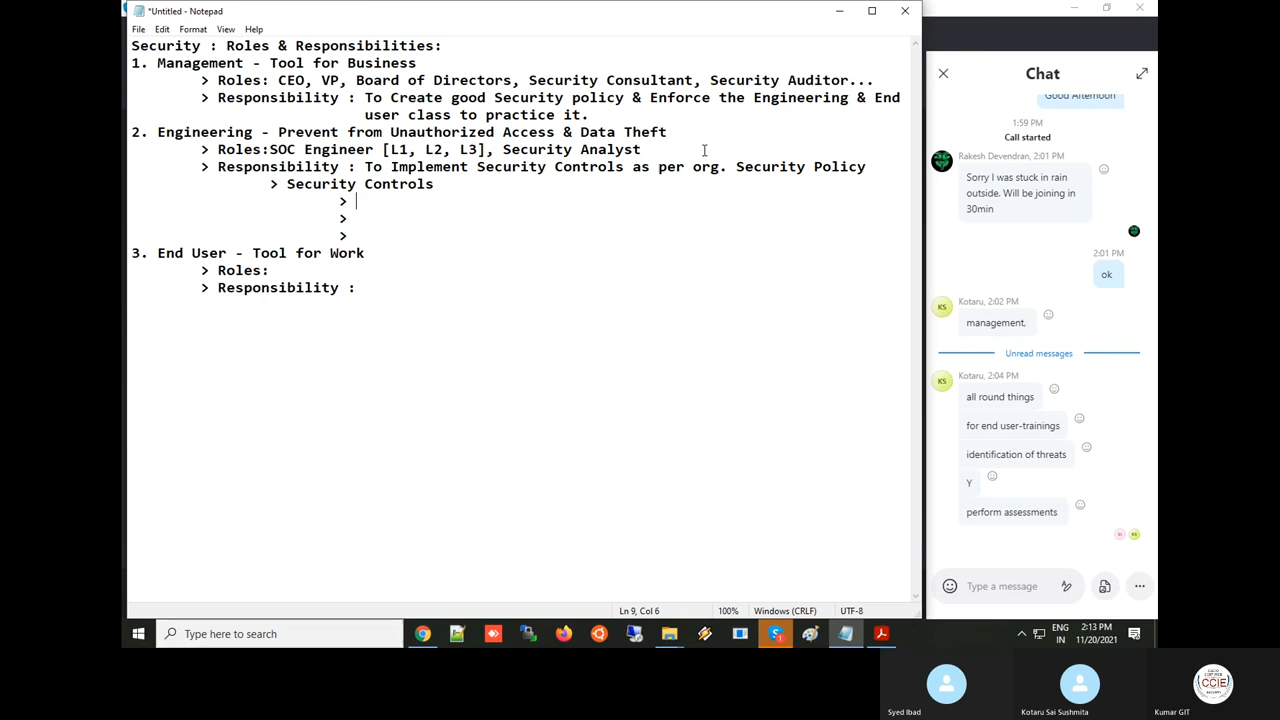 *Untitled - Notepad
File Edit Format View Help
Security : Roles & Responsibilities:
1. Management - Tool for Business
> Roles: CEO, VP, Board of Directors, Security Consultant, Security Auditor...
> Responsibility : To Create good Security policy & Enforce the Engineering & End
user class to practice it.
2. Engineering - Prevent from Unauthorized Access & Data Theft
> Roles:SOC Engineer [L1, L2, L3], Security Analyst
> Responsibility : To Implement Security Controls as per org. Security Policy
> Security Controls
>
>
>
3. End User - Tool for Work
> Roles:
> Responsibility :
Ln 9, Col 6 100% Windows (CRLF) UTF-8
Chat
Good Afternoon
1:59 PM
Call started
Rakesh Devendran, 2:01 PM
Sorry I was stuck in rain
outside. Will be joining in
30min
2:01 PM
ok
KS
Kotaru, 2:02 PM
management,
Unread messages
KS
Kotaru, 2:04 PM
all round things
for end user-trainings
identification of threats
Y
perform assessments
Type a message
Type here to search
ENG
IN
2:13 PM
11/20/2021
CCIE
Syed Ibad
Kotaru Sai Sushmita
Kumar GIT